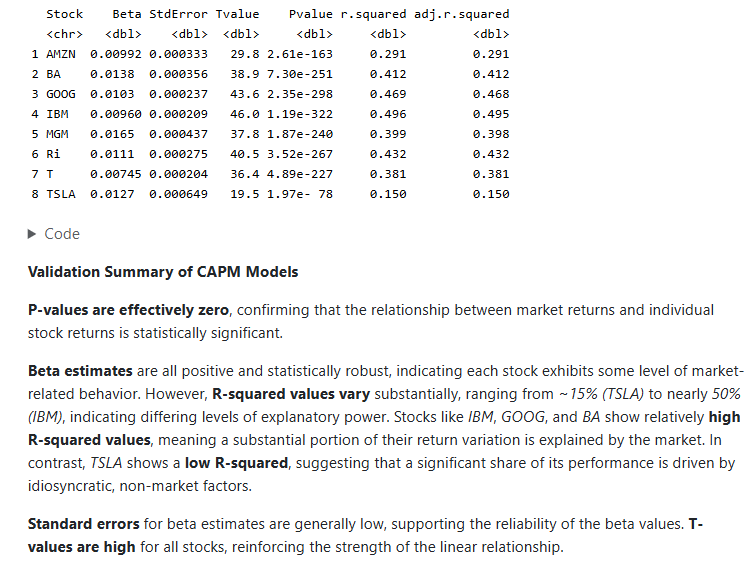 Stock Beta StdError Tvalue Pvalue r.squared adj.r.squared
<chr> <dbl> <dbl> <dbl> <dbl> <dbl> <dbl>
1 AMZN 0.00992 0.000333 29.8 2.61e-163 0.291 0.291
2 BA 0.0138 0.000356 38.9 7.30e-251 0.412 0.412
3 GOOG 0.0103 0.000237 43.6 2.35e-298 0.469 0.468
4 IBM 0.00960 0.000209 46.0 1.19e-322 0.496 0.495
5 MGM 0.0165 0.000437 37.8 1.87e-240 0.399 0.398
6 Ri 0.0111 0.000275 40.5 3.52e-267 0.432 0.432
7 T 0.00745 0.000204 36.4 4.89e-227 0.381 0.381
8 TSLA 0.0127 0.000649 19.5 1.97e- 78 0.150 0.150
▶ Code
Validation Summary of CAPM Models
P-values are effectively zero, confirming that the relationship between market returns and individual
stock returns is statistically significant.
Beta estimates are all positive and statistically robust, indicating each stock exhibits some level of market-
related behavior. However, R-squared values vary substantially, ranging from ~15% (TSLA) to nearly 50%
(IBM), indicating differing levels of explanatory power. Stocks like IBM, GOOG, and BA show relatively high
R-squared values, meaning a substantial portion of their return variation is explained by the market. In
contrast, TSLA shows a low R-squared, suggesting that a significant share of its performance is driven by
idiosyncratic, non-market factors.
Standard errors for beta estimates are generally low, supporting the reliability of the beta values. T-
values are high for all stocks, reinforcing the strength of the linear relationship.